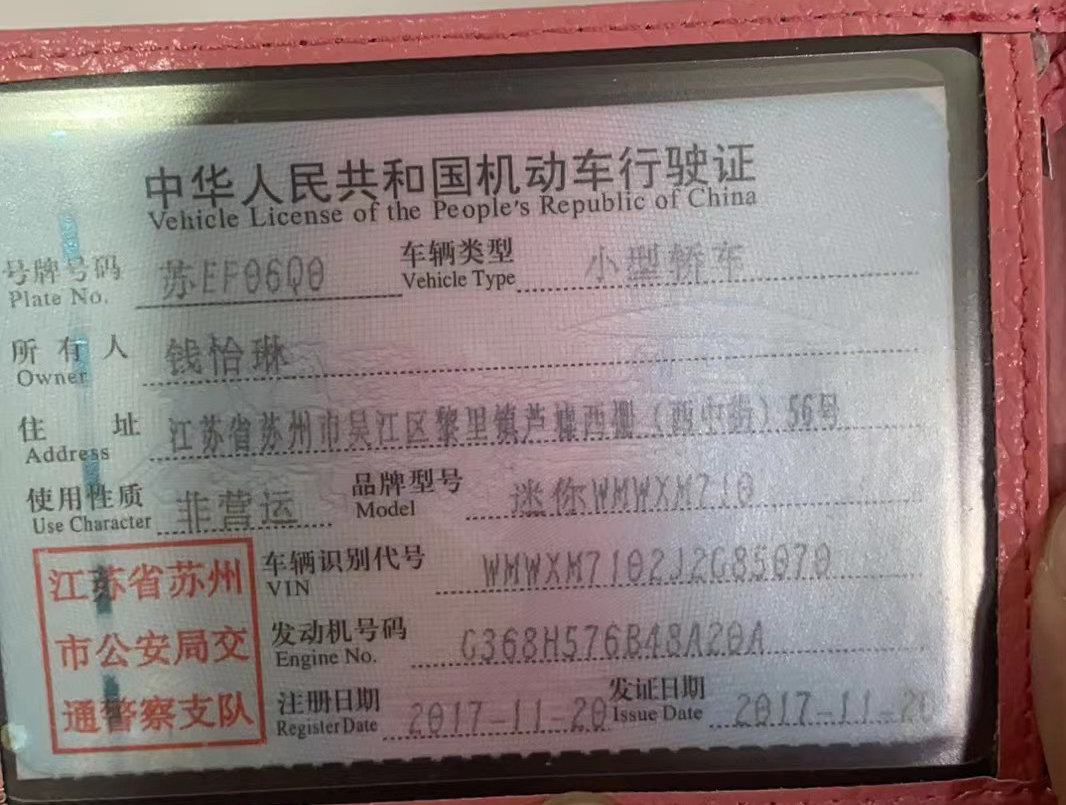 中华人民共和国机动车行驶证
Vehicle License of the People's Republic of China
号牌号码 苏EF06Q0 车辆类型 小型轿车
Plate No. Vehicle Type
所有人 钱怡琳
Owner
住址 江苏省苏州市吴江区黎里镇芦墟西栅（西中街）56号
Address
使用性质 非营运 品牌型号 迷你WMWXM710
Use Character Model
江苏省苏州 车辆识别代号 WMWXM7102J2G85070
VIN
市公安局交 发动机号码 G368H576B48A20A
Engine No.
通警察支队 注册日期 2017-11-20 发证日期 2017-11-20
Register Date Issue Date